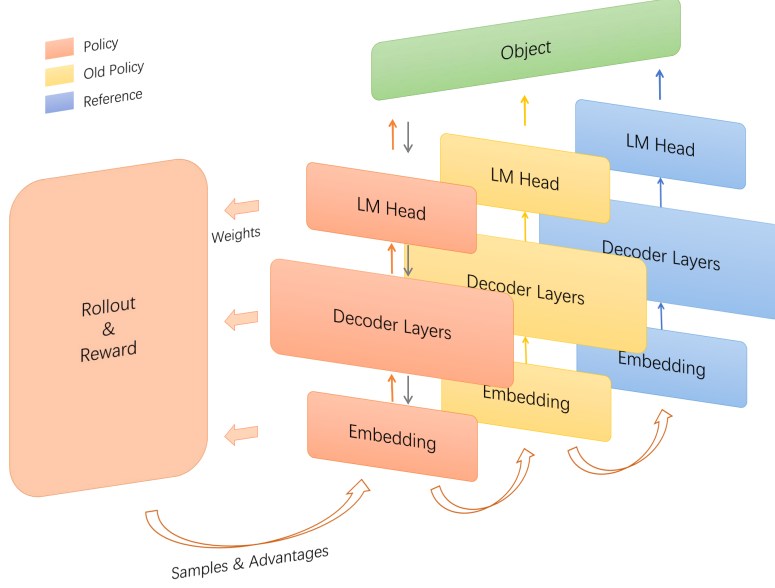 Policy
Old Policy
Reference
Object
LM Head
LM Head
LM Head
Weights
Decoder Layers
Decoder Layers
Decoder Layers
Rollout
&
Reward
Embedding
Embedding
Embedding
Samples & Advantages